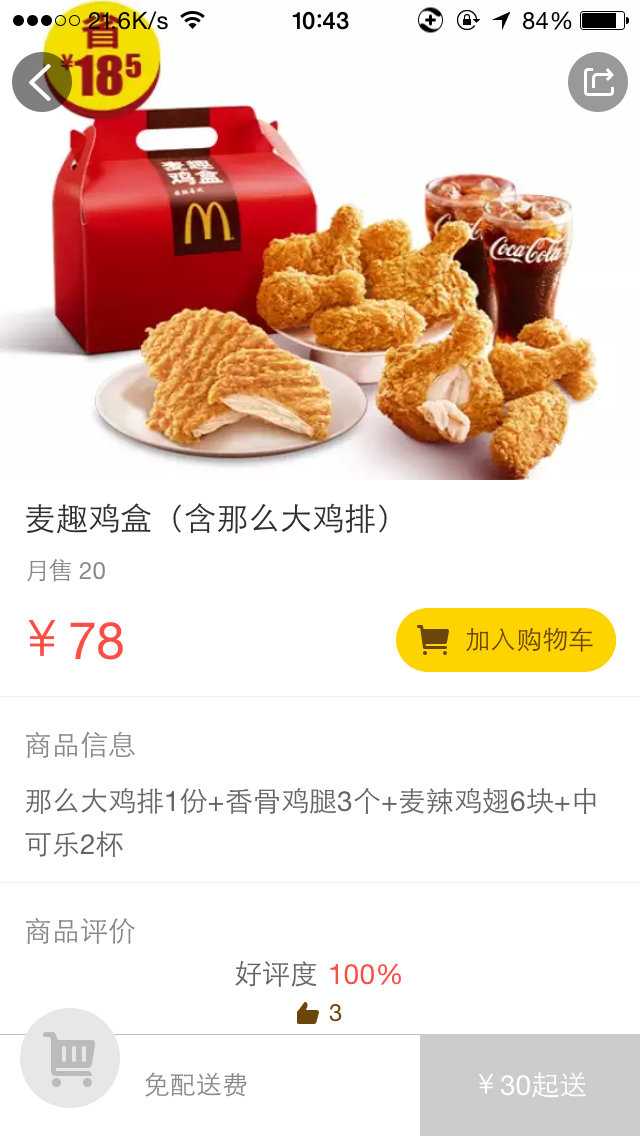 21.6K/s
10:43
84%
省
¥185
麦趣
鸡盒
Coca-Cola
麦趣鸡盒（含那么大鸡排）
月售 20
¥ 78
加入购物车
商品信息
那么大鸡排1份+香骨鸡腿3个+麦辣鸡翅6块+中
可乐2杯
商品评价
好评度 100%
3
免配送费
¥30起送